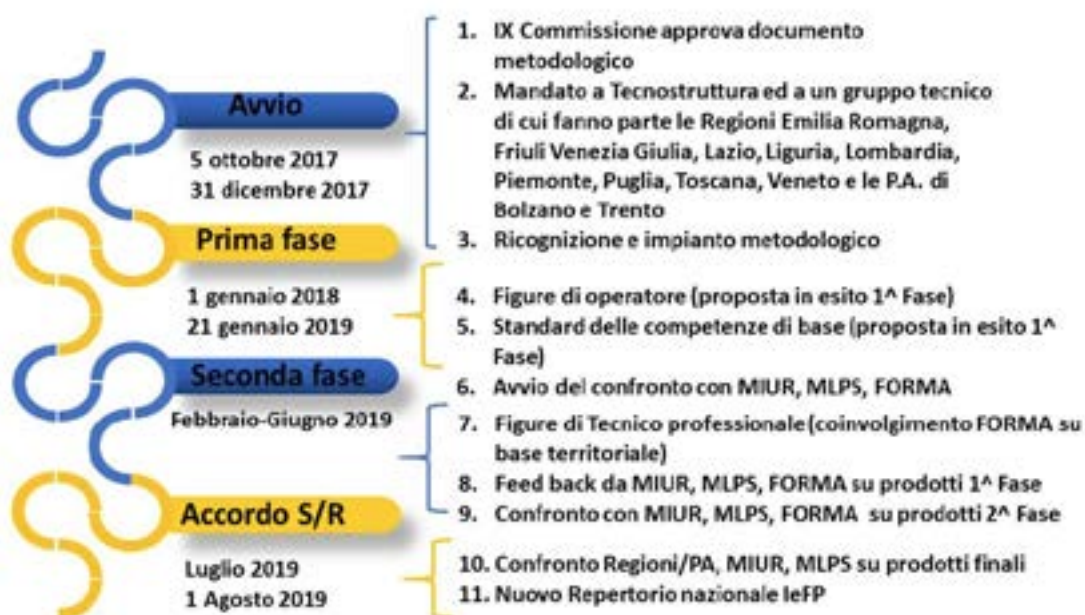 Avvio
5 ottobre 2017
31 dicembre 2017
1. IX Commissione approva documento
metodologico
2. Mandato a Tecnostruttura ed a un gruppo tecnico
di cui fanno parte le Regioni Emilia Romagna,
Friuli Venezia Giulia, Lazio, Liguria, Lombardia,
Piemonte, Puglia, Toscana, Veneto e le P.A. di
Bolzano e Trento
3. Ricognizione e impianto metodologico
Prima fase
1 gennaio 2018
21 gennaio 2019
4. Figure di operatore (proposta in esito 1^ Fase)
5. Standard delle competenze di base (proposta in esito 1^
Fase)
6. Avvio del confronto con MIUR, MLPS, FORMA
Seconda fase
Febbraio-Giugno 2019
7. Figure di Tecnico professionale (coinvolgimento FORMA su
base territoriale)
8. Feed back da MIUR, MLPS, FORMA su prodotti 1^ Fase
9. Confronto con MIUR, MLPS, FORMA su prodotti 2^ Fase
Accordo S/R
Luglio 2019
1 Agosto 2019
10. Confronto Regioni/PA, MIUR, MLPS su prodotti finali
11. Nuovo Repertorio nazionale IeFP